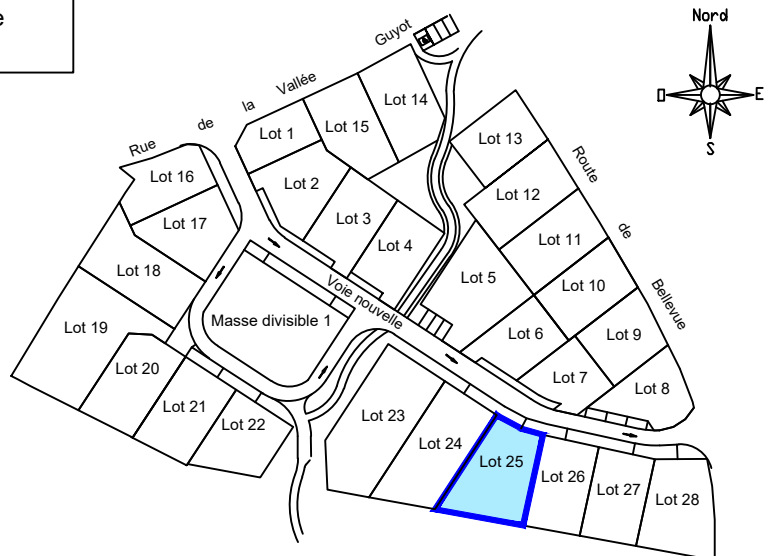 e
Nord
E
S
Rue de la Vallée Guyot
Lot 14
Lot 15
Lot 1
Lot 13
Route de Bellevue
Lot 16
Lot 2
Lot 12
Lot 17
Lot 3
Lot 4
Lot 11
Lot 18
Lot 5
Lot 10
Voie nouvelle
Masse divisible 1
Lot 19
Lot 6
Lot 9
Lot 20
Lot 7
Lot 8
Lot 21
Lot 22
Lot 23
Lot 24
Lot 25
Lot 26
Lot 27
Lot 28